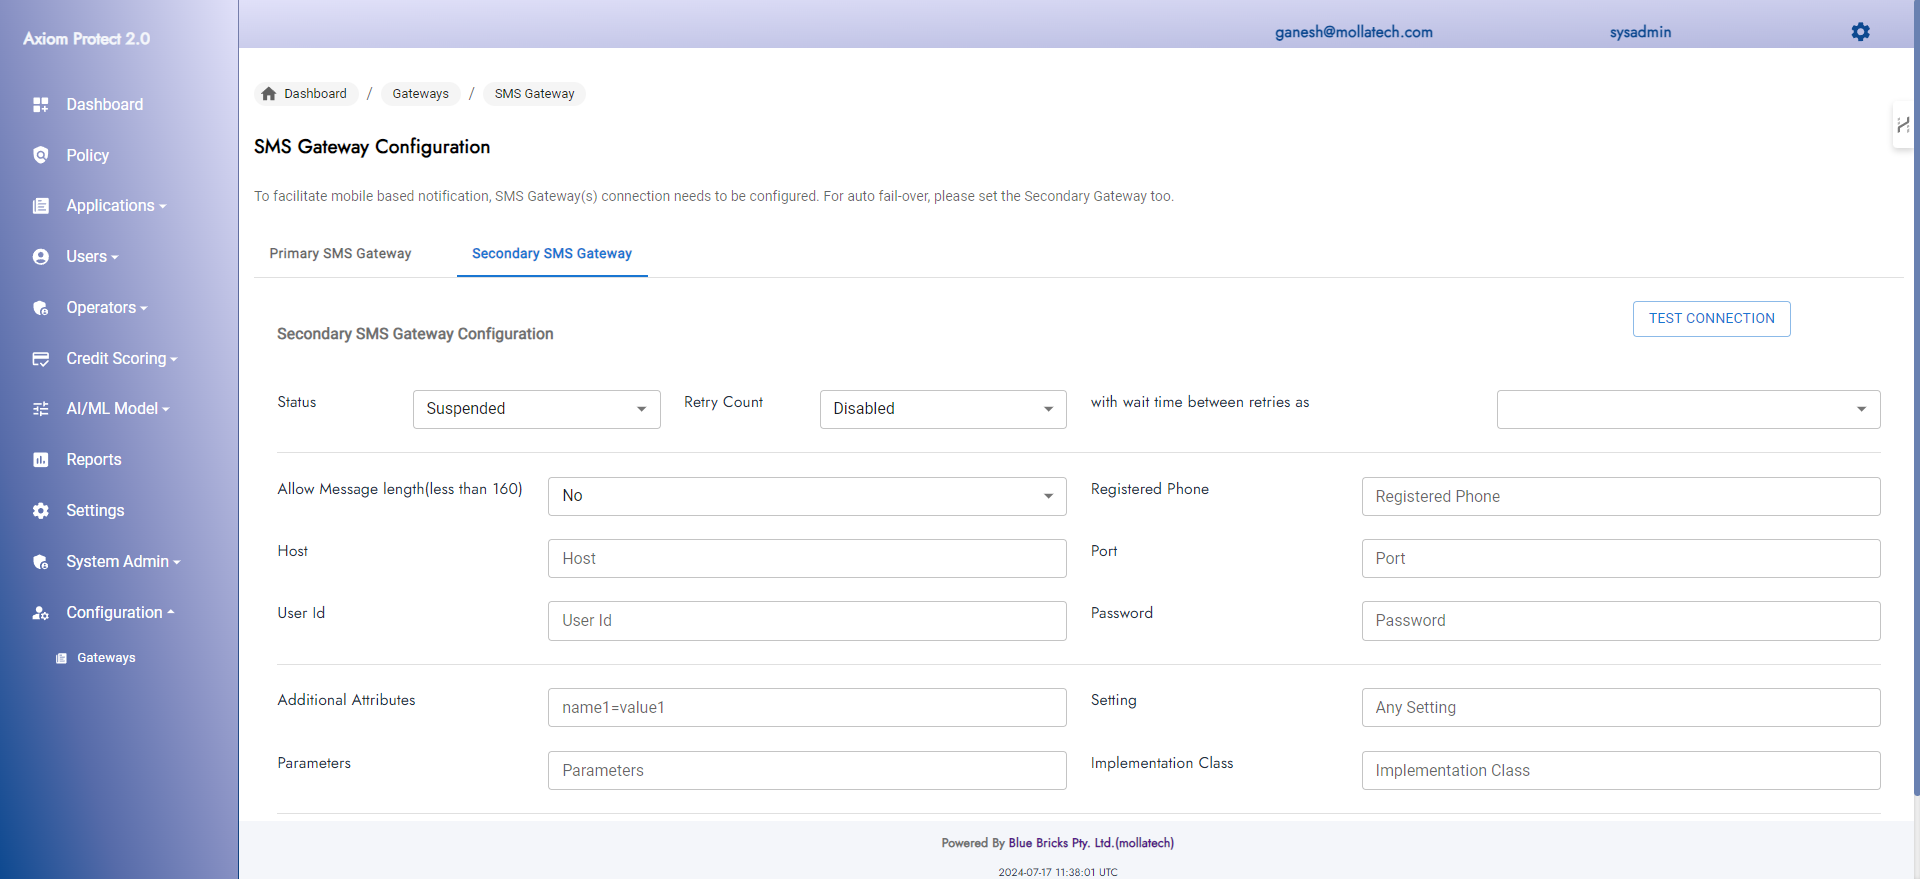 Axiom Protect 2.0
ganesh@mollatech.com
sysadmin
Dashboard
Policy
Applications
Users
Operators
Credit Scoring
AI/ML Model
Reports
Settings
System Admin
Configuration
Gateways
Dashboard / Gateways / SMS Gateway
SMS Gateway Configuration
To facilitate mobile based notification, SMS Gateway(s) connection needs to be configured. For auto fail-over, please set the Secondary Gateway too.
Primary SMS Gateway
Secondary SMS Gateway
Secondary SMS Gateway Configuration
TEST CONNECTION
Status
Suspended
Retry Count
Disabled
with wait time between retries as
Allow Message length(less than 160)
No
Registered Phone
Registered Phone
Host
Host
Port
Port
User Id
User Id
Password
Password
Additional Attributes
name1=value1
Setting
Any Setting
Parameters
Parameters
Implementation Class
Implementation Class
Powered By Blue Bricks Pty. Ltd.(mollatech)
2024-07-17 11:38:01 UTC